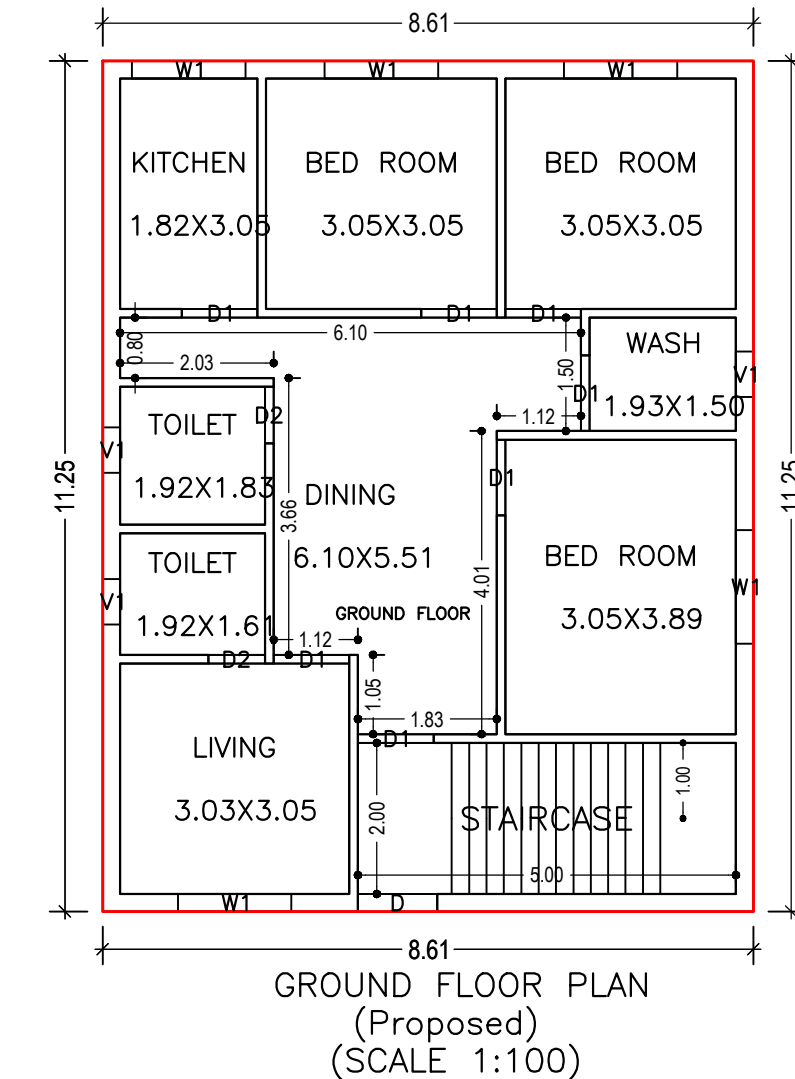 8.61
W1
W1
W1
KITCHEN
BED ROOM
BED ROOM
1.82X3.05
3.05X3.05
3.05X3.05
D1
D1
D1
6.10
0.80
2.03
1.50
WASH
V1
D1
1.93X1.50
1.12
D2
TOILET
V1
1.92X1.83
D1
11.25
11.25
DINING
3.66
6.10X5.51
BED ROOM
TOILET
4.01
W1
V1
GROUND FLOOR
3.05X3.89
1.92X1.61
1.12
D2
D1
1.05
1.83
D1
LIVING
3.03X3.05
1.00
2.00
STAIRCASE
5.00
W1
D
8.61
GROUND FLOOR PLAN
(Proposed)
(SCALE 1:100)